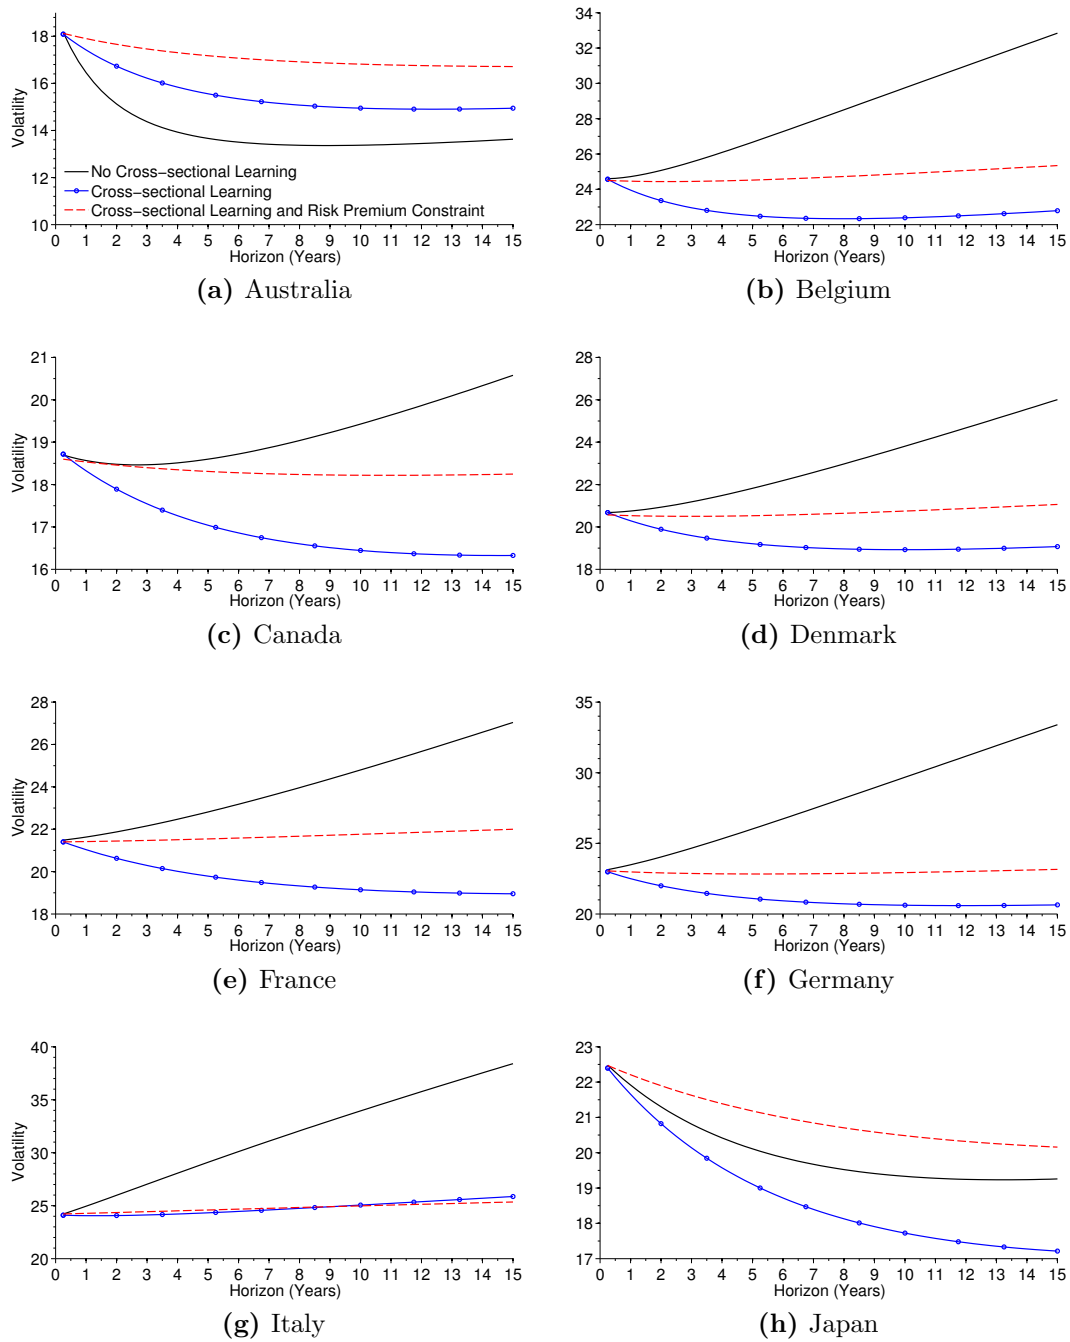 18
16
14
12
10
Volatility
No Cross-sectional Learning
Cross-sectional Learning
Cross-sectional Learning and Risk Premium Constraint
0 1 2 3 4 5 6 7 8 9 10 11 12 13 14 15
Horizon (Years)
(a) Australia
34
32
30
28
26
24
22
0 1 2 3 4 5 6 7 8 9 10 11 12 13 14 15
Horizon (Years)
(b) Belgium
21
20
19
18
17
16
Volatility
0 1 2 3 4 5 6 7 8 9 10 11 12 13 14 15
Horizon (Years)
(c) Canada
28
26
24
22
20
18
0 1 2 3 4 5 6 7 8 9 10 11 12 13 14 15
Horizon (Years)
(d) Denmark
28
26
24
22
20
18
Volatility
0 1 2 3 4 5 6 7 8 9 10 11 12 13 14 15
Horizon (Years)
(e) France
35
30
25
20
0 1 2 3 4 5 6 7 8 9 10 11 12 13 14 15
Horizon (Years)
(f) Germany
40
35
30
25
20
Volatility
0 1 2 3 4 5 6 7 8 9 10 11 12 13 14 15
Horizon (Years)
(g) Italy
23
22
21
20
19
18
17
0 1 2 3 4 5 6 7 8 9 10 11 12 13 14 15
Horizon (Years)
(h) Japan